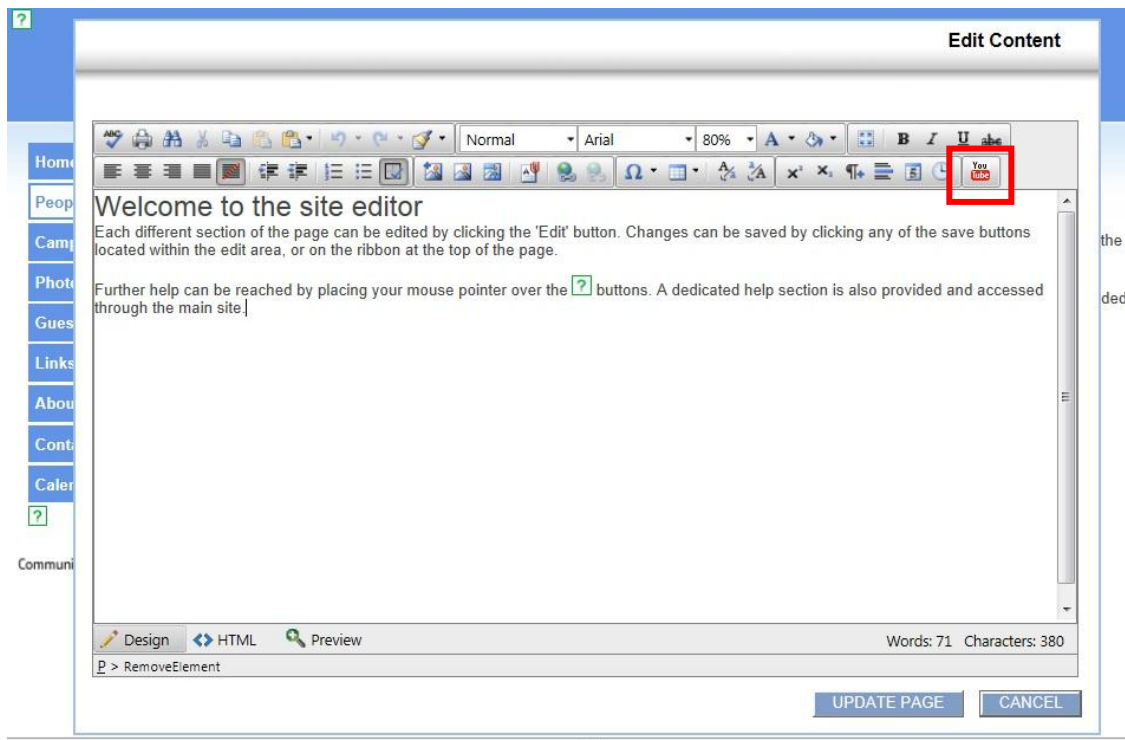 ?
Edit Content
ABC Normal Arial 80% A B I U abc
Ω A x² X₂ 5 You Tube
Home
Peop
Camp
Phot
Gues
Links
Abou
Cont
Caler
?
Communi
Welcome to the site editor
Each different section of the page can be edited by clicking the 'Edit' button. Changes can be saved by clicking any of the save buttons
located within the edit area, or on the ribbon at the top of the page.
Further help can be reached by placing your mouse pointer over the ? buttons. A dedicated help section is also provided and accessed
through the main site.
the
ded
Design HTML Preview Words: 71 Characters: 380
P > RemoveElement
UPDATE PAGE CANCEL